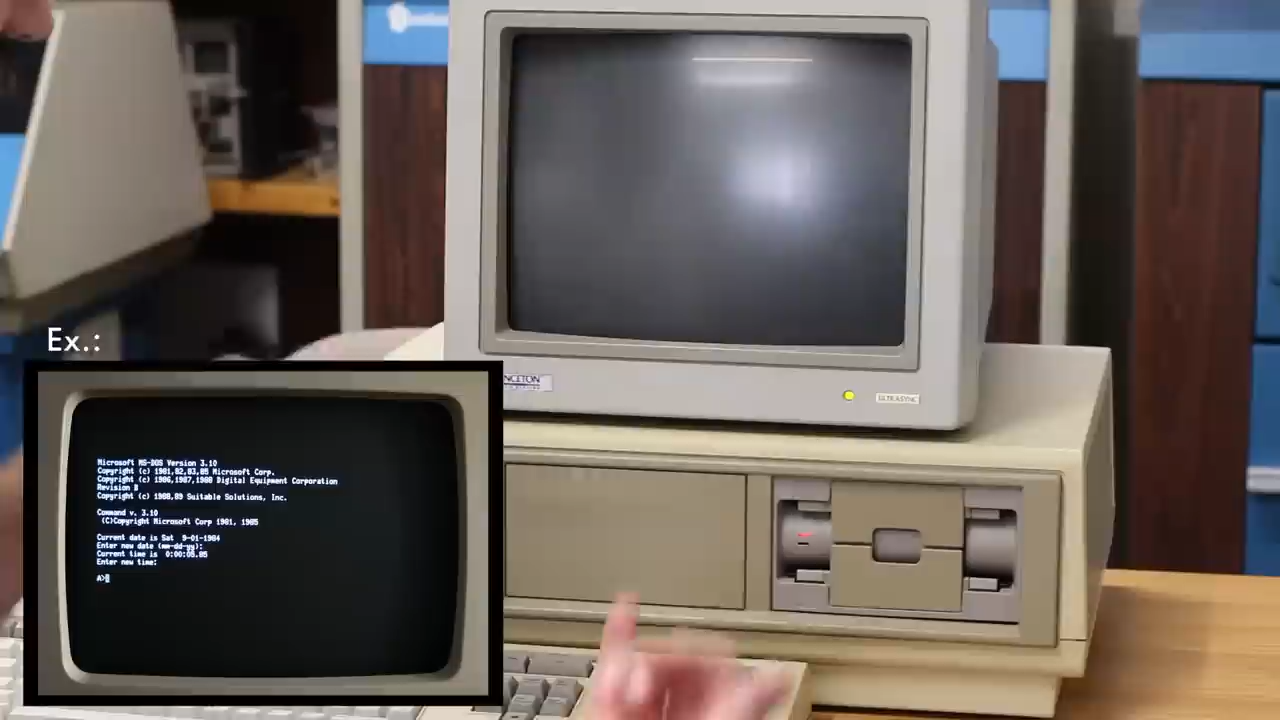 Ex.:
Microsoft MS-DOS Version 3.10
Copyright (c) 1981,82,83,85 Microsoft Corp.
Copyright (c) 1986,1987,1988 Digital Equipment Corporation
Revision B
Copyright (c) 1988,89 Suitable Solutions, Inc.
Command v. 3.10
(C)Copyright Microsoft Corp 1981, 1985
Current date is Sat 9-01-1984
Enter new date (mm-dd-yy):
Current time is 0:00:05.05
Enter new time:
A>
NCETON
ULTRASYNC